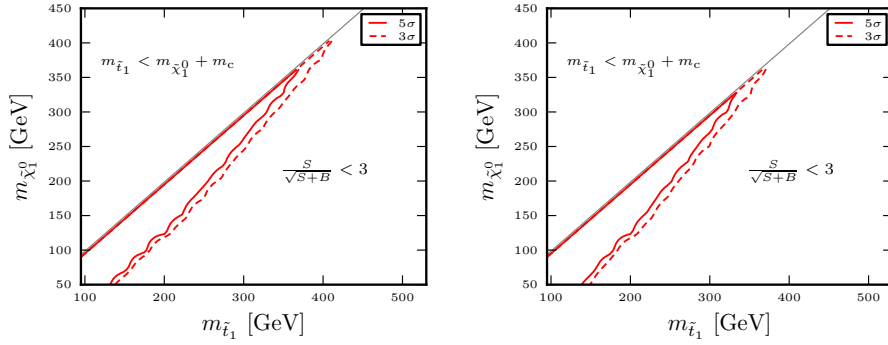 450
400
350
300
250
200
150
100
50
100 200 300 400 500
m_{χ̃_1^0} [GeV]
m_{t̃_1} [GeV]
5σ
3σ
m_{t̃_1} < m_{χ̃_1^0} + m_c
S/√(S+B) < 3
450
400
350
300
250
200
150
100
50
100 200 300 400 500
m_{χ̃_1^0} [GeV]
m_{t̃_1} [GeV]
5σ
3σ
m_{t̃_1} < m_{χ̃_1^0} + m_c
S/√(S+B) < 3